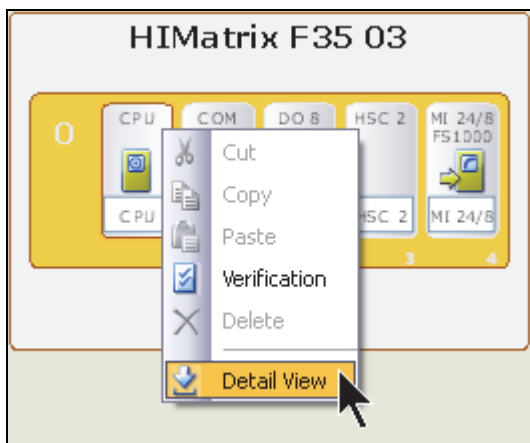 HIMatrix F35 03
0
CPU
COM
DO 8
HSC 2
MI 24/8
FS1000
CPU
HSC 2
MI 24/8
3
4
Cut
Copy
Paste
Verification
Delete
Detail View